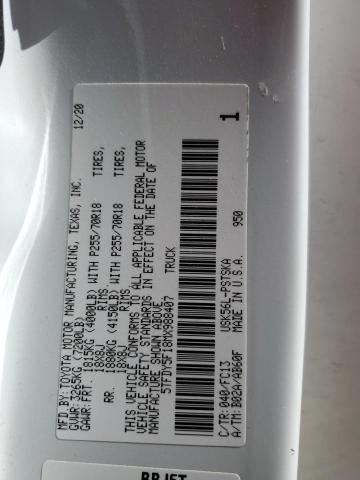 MFD.BY:TOYOTA MOTOR MANUFACTURING, TEXAS, INC. 12/20
GVWR:3265KG (7200LB)
GAWR:FRT. 1815KG (4000LB) WITH P255/70R18 TIRES,
18X8J RIMS
RR. 1880KG (4150LB) WITH P255/70R18 TIRES,
18X8J RIMS
THIS VEHICLE CONFORMS TO ALL APPLICABLE FEDERAL MOTOR
VEHICLE SAFETY STANDARDS IN EFFECT ON THE DATE OF
MANUFACTURE SHOWN ABOVE.
5TFDY5F18MX988407 TRUCK
USK56L-PSTSKA 1
C/TR:040/FC13 950
A/TM:B02A/AB60F MADE IN U.S.A.